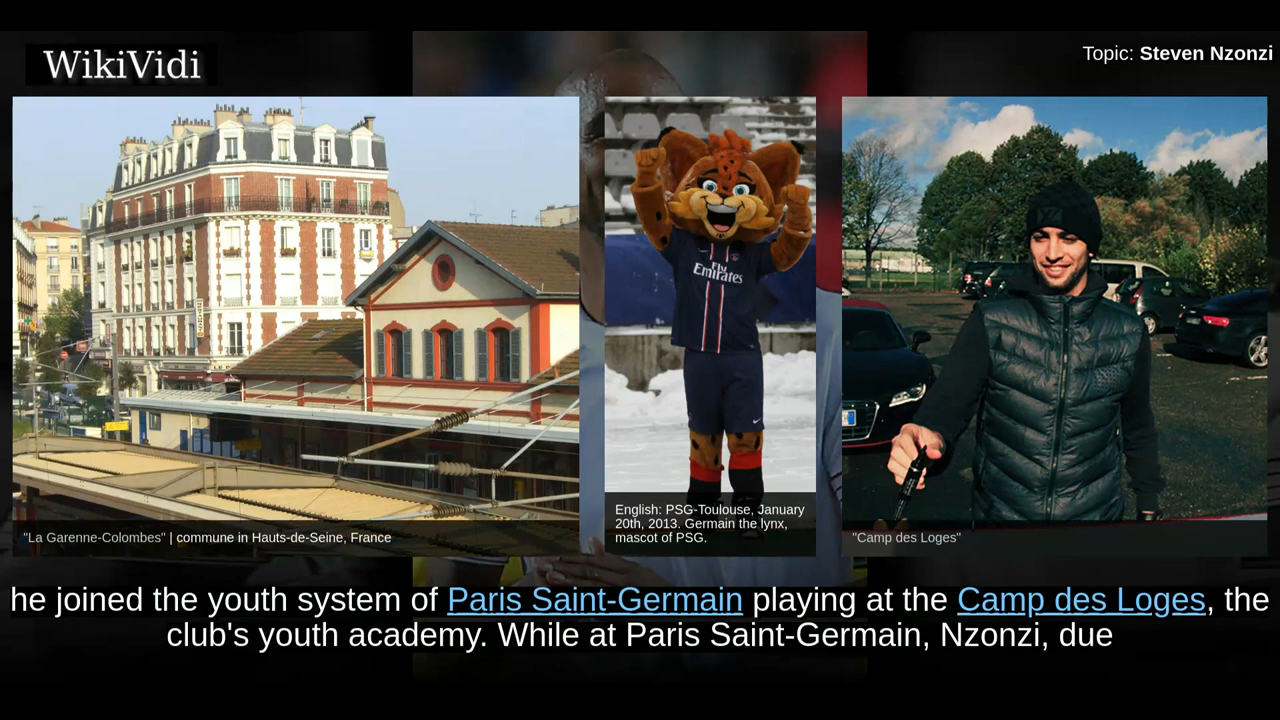 WikiVidi
Topic: Steven Nzonzi
Fly
Emirates
English: PSG-Toulouse, January
20th, 2013. Germain the lynx,
mascot of PSG.
"La Garenne-Colombes" | commune in Hauts-de-Seine, France
"Camp des Loges"
he joined the youth system of Paris Saint-Germain playing at the Camp des Loges, the
club's youth academy. While at Paris Saint-Germain, Nzonzi, due